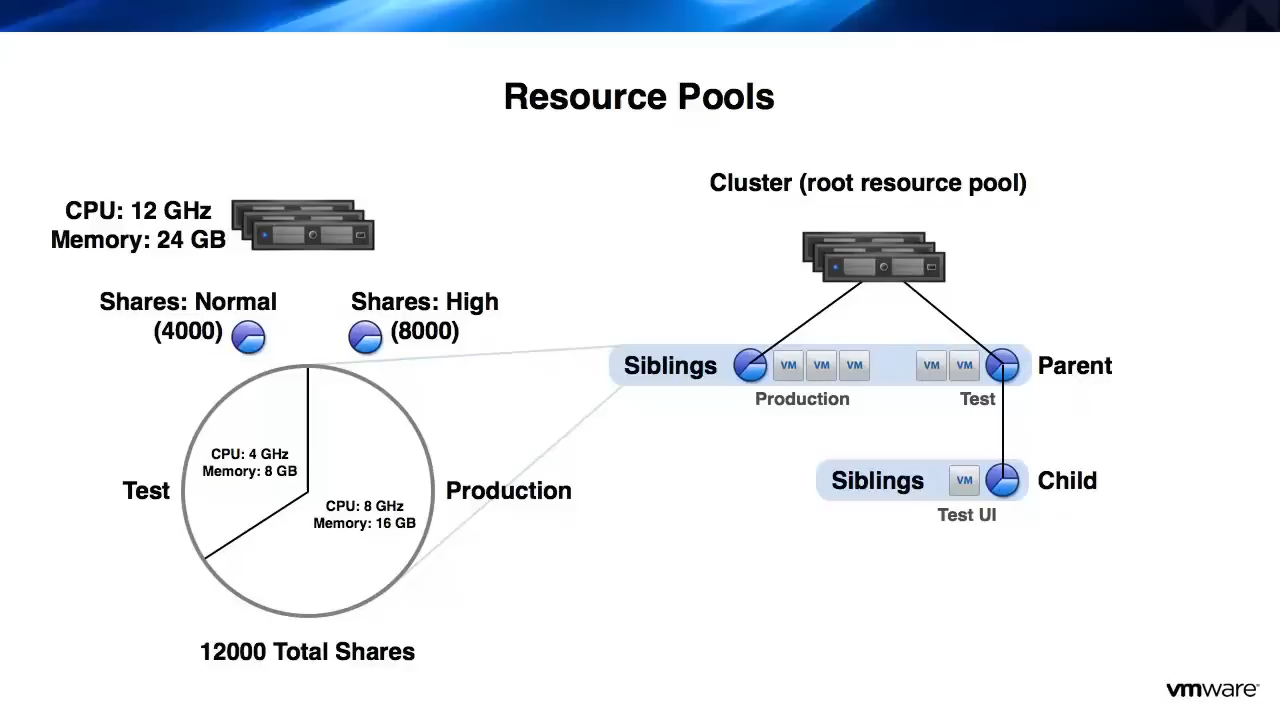 Resource Pools
CPU: 12 GHz
Memory: 24 GB
Shares: Normal
(4000)
Shares: High
(8000)
CPU: 4 GHz
Memory: 8 GB
Test
CPU: 8 GHz
Memory: 16 GB
Production
12000 Total Shares
Cluster (root resource pool)
Siblings
VM VM VM
Production
VM VM
Test
Parent
Siblings
VM
Test UI
Child
vmware